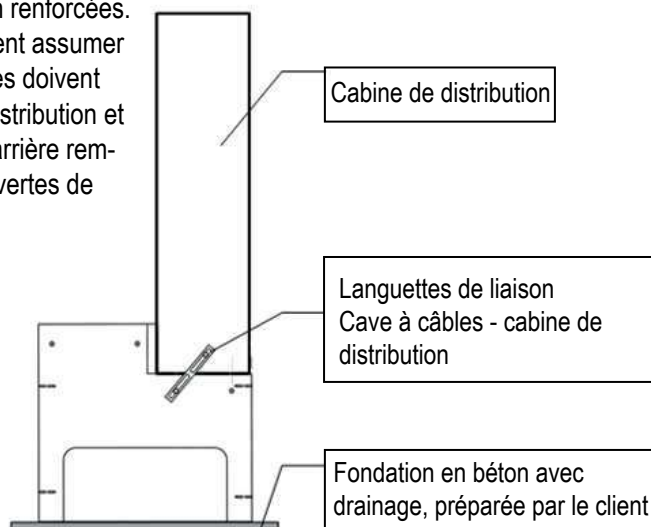 renforcées.
ent assumer
es doivent
stribution et
arrière rem-
vertes de
Cabine de distribution
Languettes de liaison
Cave à câbles - cabine de
distribution
Fondation en béton avec
drainage, préparée par le client